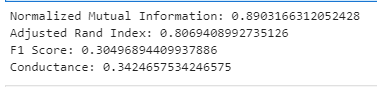 Normalized Mutual Information: 0.8903166312052428
Adjusted Rand Index: 0.8069408992735126
F1 Score: 0.30496894409937886
Conductance: 0.3424657534246575